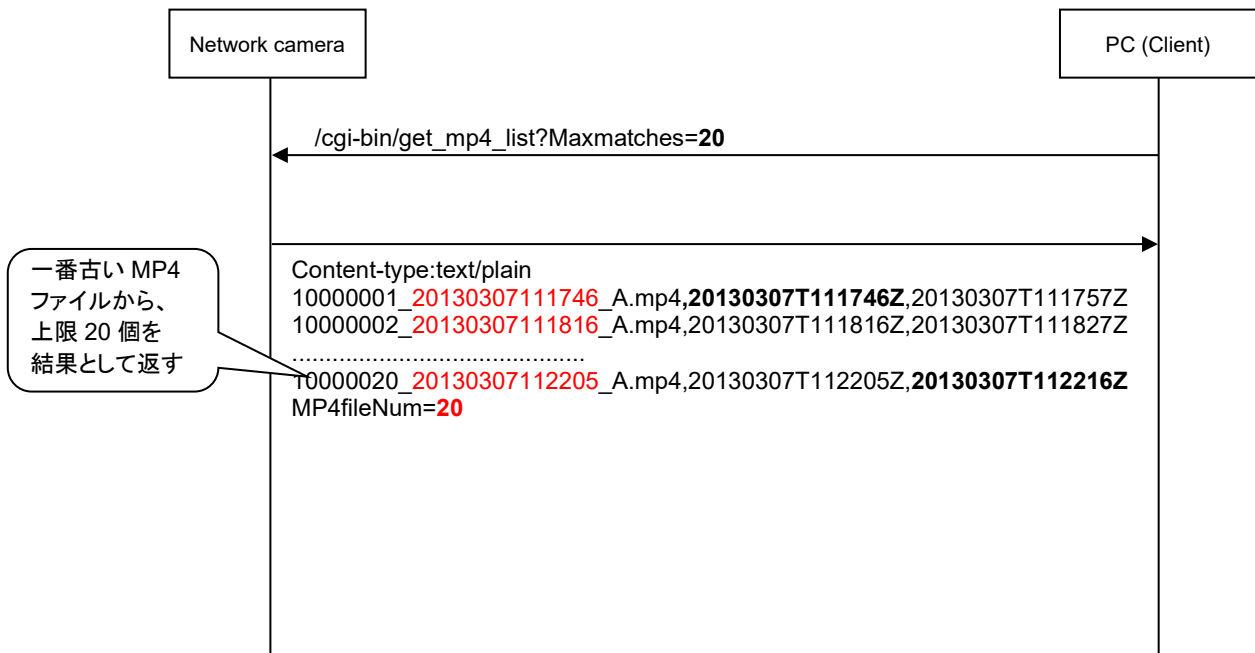 Network camera
PC (Client)
/cgi-bin/get_mp4_list?Maxmatches=20
一番古い MP4
ファイルから、
上限 20 個を
結果として返す
Content-type:text/plain
10000001_20130307111746_A.mp4,20130307T111746Z,20130307T111757Z
10000002_20130307111816_A.mp4,20130307T111816Z,20130307T111827Z
............................................
10000020_20130307112205_A.mp4,20130307T112205Z,20130307T112216Z
MP4fileNum=20